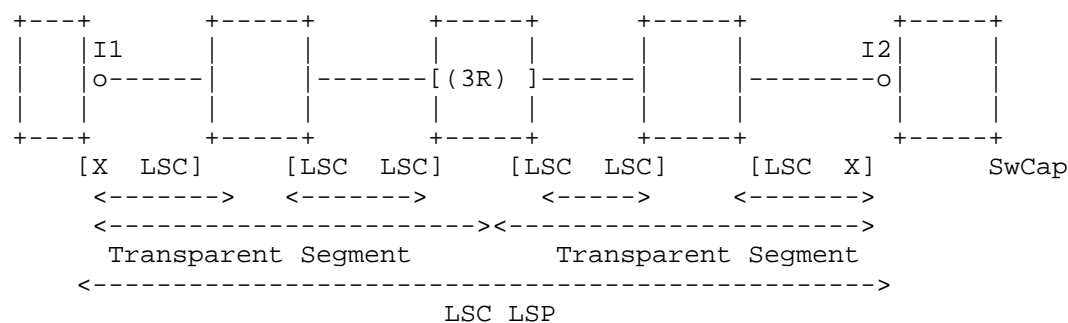 +---+ +-----+ +-----+ +-----+ +-----+
| |I1 | | | | | | I2| |
| |o------| |-------[(3R) ]------| |--------o| |
| | | | | | | | | |
+---+ +-----+ +-----+ +-----+ +-----+
[X LSC] [LSC LSC] [LSC LSC] [LSC X] SwCap
<-------> <-------> <-----> <------->
<-----------------------><---------------------->
Transparent Segment Transparent Segment
<------------------------------------------------->
LSC LSP